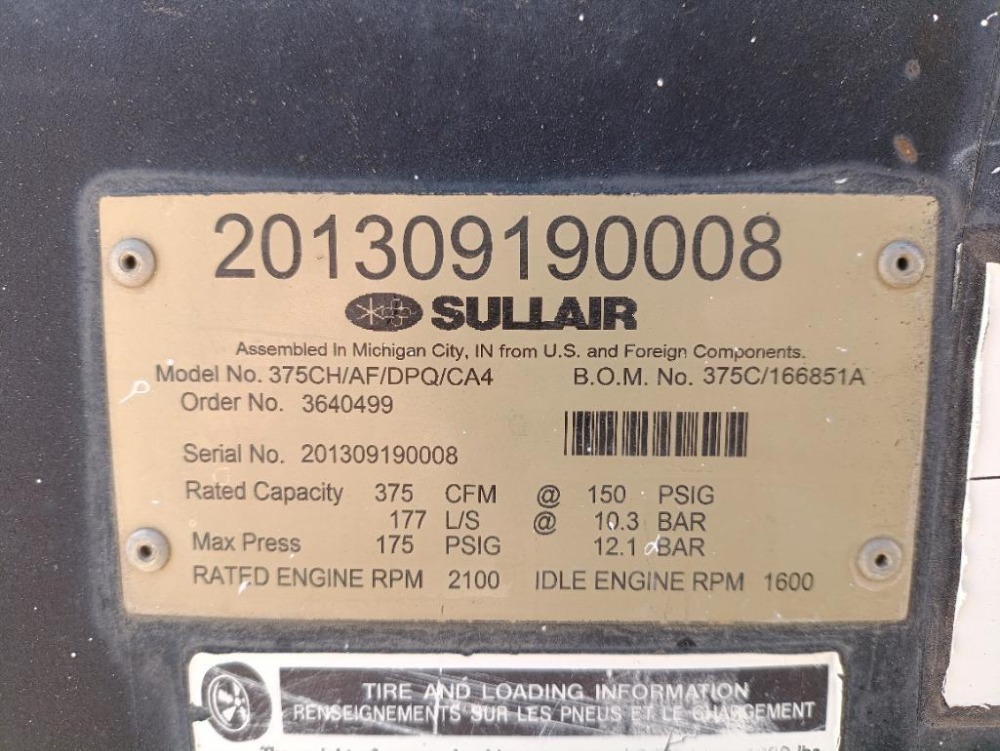 201309190008
SULLAIR
Assembled In Michigan City, IN from U.S. and Foreign Components.
Model No. 375CH/AF/DPQ/CA4 B.O.M. No. 375C/166851A
Order No. 3640499
Serial No. 201309190008
Rated Capacity 375 CFM @ 150 PSIG
177 L/S @ 10.3 BAR
Max Press 175 PSIG 12.1 BAR
RATED ENGINE RPM 2100 IDLE ENGINE RPM 1600
TIRE AND LOADING INFORMATION
RENSEIGNEMENTS SUR LES PNEUS ET LE CHARGEMENT